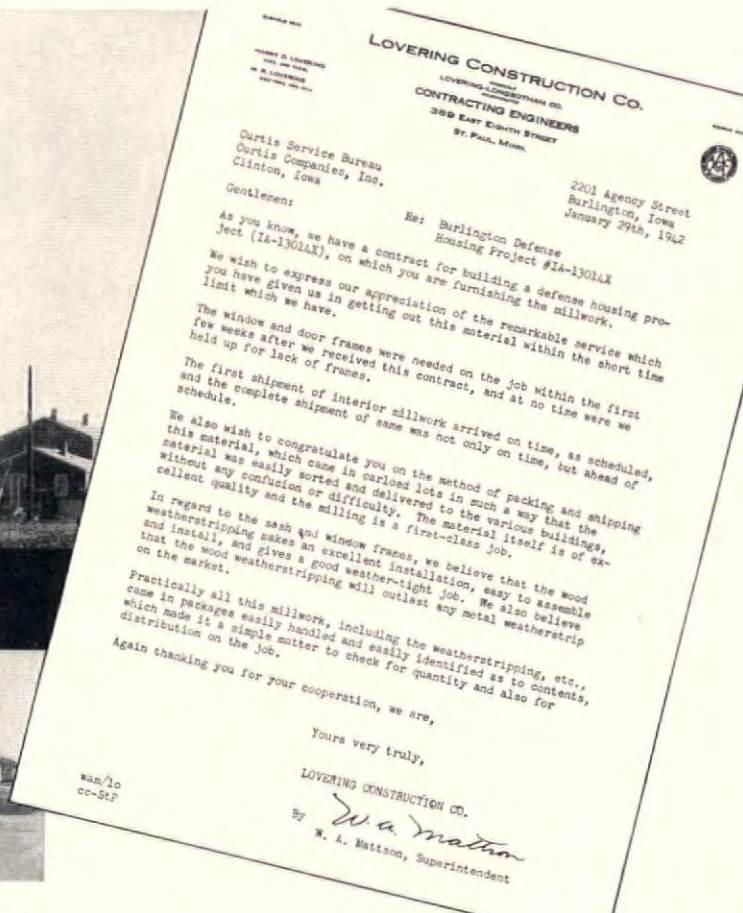 HARRY D. LOVERING
LOVERING CONSTRUCTION CO.
LOVERING-LONGBOTHAM CO.
CONTRACTING ENGINEERS
389 EAST EIGHTH STREET
ST. PAUL, MINN.
2201 Agency Street
Burlington, Iowa
January 29th, 1942
Curtis Service Bureau
Curtis Companies, Inc.
Clinton, Iowa
Gentlemen:
Re: Burlington Defense
Housing Project #IA-13014X
As you know, we have a contract for building a defense housing pro-
ject (IA-13014X), on which you are furnishing the millwork.
We wish to express our appreciation of the remarkable service which
you have given us in getting out this material within the short time
limit which we have.
The window and door frames were needed on the job within the first
few weeks after we received this contract, and at no time were we
held up for lack of frames.
The first shipment of interior millwork arrived on time, as scheduled,
and the complete shipment of same was not only on time, but ahead of
schedule.
We also wish to congratulate you on the method of packing and shipping
this material, which came in carload lots in such a way that the
material was easily sorted and delivered to the various buildings,
without any confusion or difficulty. The material itself is of ex-
cellent quality and the milling is a first-class job.
In regard to the sash and window frames, we believe that the wood
weatherstripping makes an excellent installation, easy to assemble
and install, and gives a good weather-tight job. We also believe
that the wood weatherstripping will outlast any metal weatherstrip
on the market.
Practically all this millwork, including the weatherstripping, etc.,
came in packages easily handled and easily identified as to contents,
which made it a simple matter to check for quantity and also for
distribution on the job.
Again thanking you for your cooperation, we are,
Yours very truly,
LOVERING CONSTRUCTION CO.
By W. A. Mattson
W. A. Mattson, Superintendent
wam/lo
cc-StP